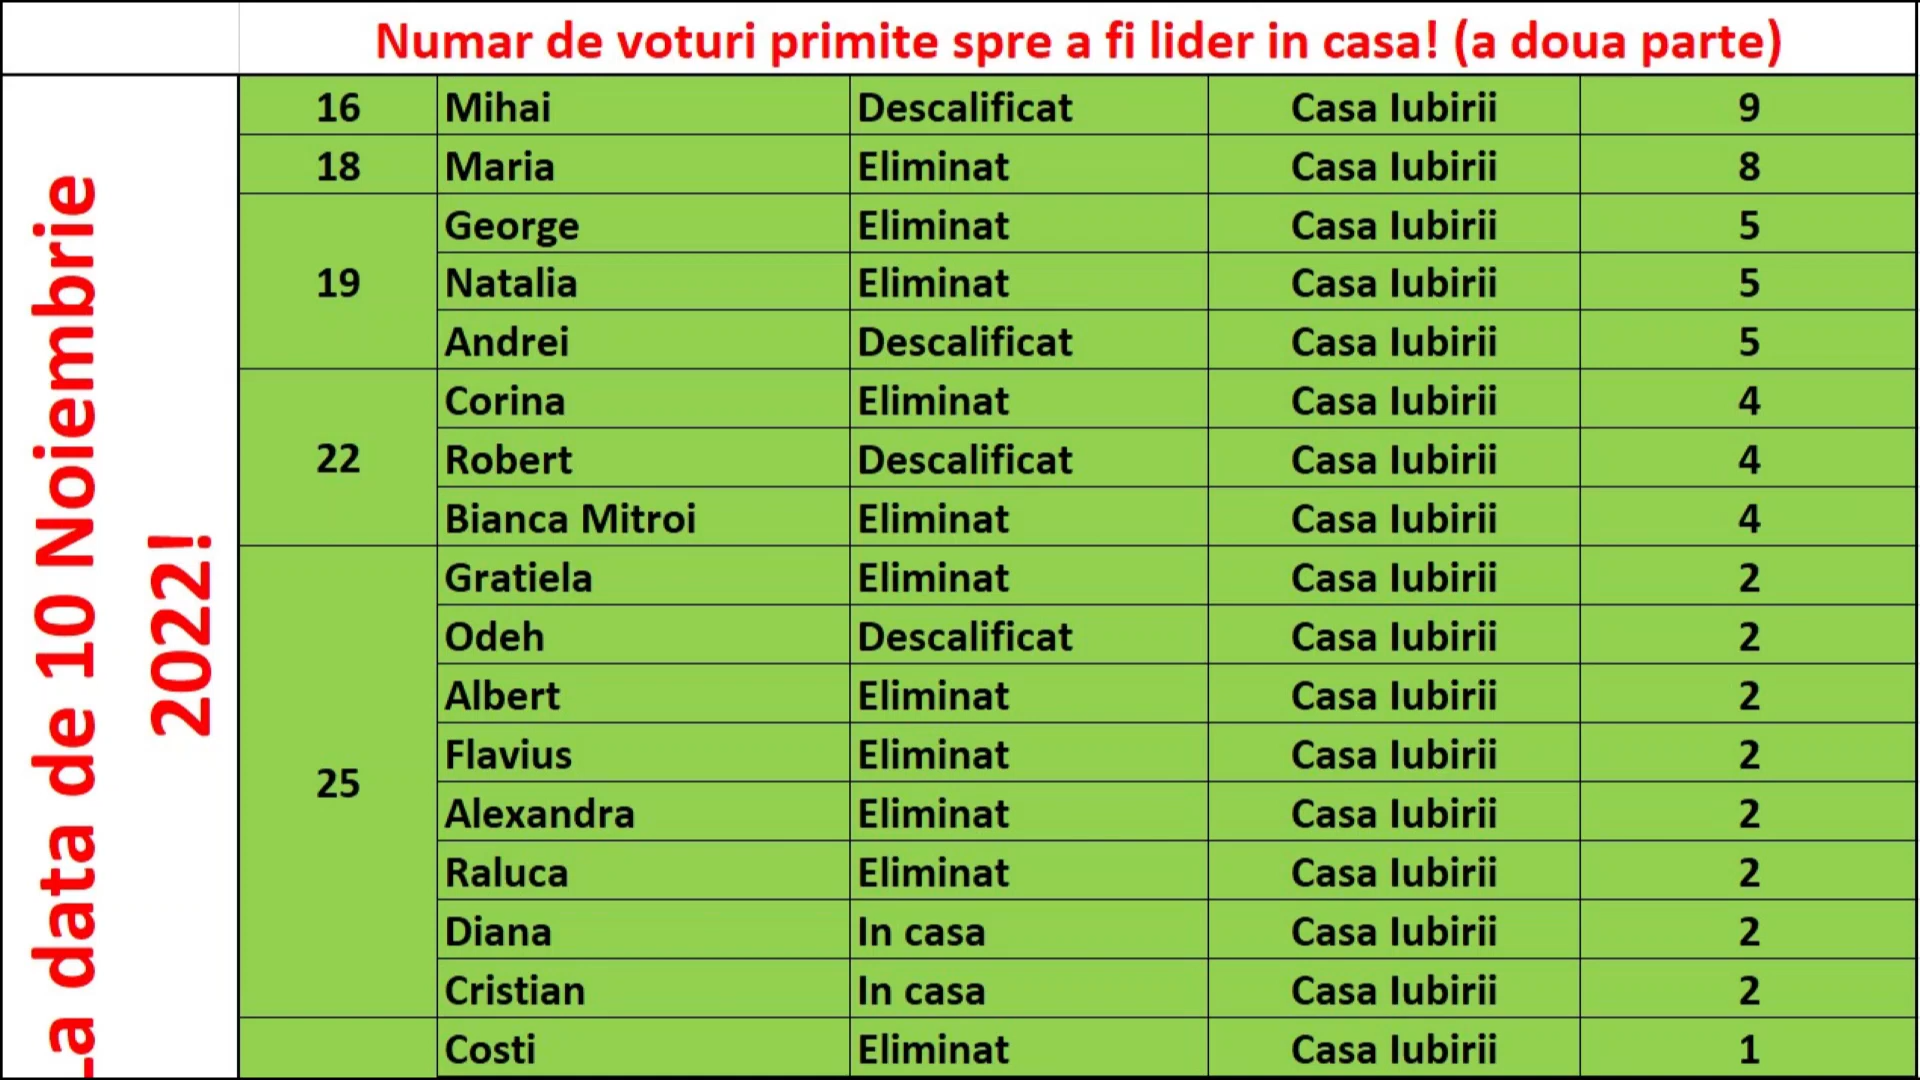 Numar de voturi primite spre a fi lider in casa! (a doua parte)
La data de 10 Noiembrie
2022!
16 Mihai Descalificat Casa Iubirii 9
18 Maria Eliminat Casa Iubirii 8
George Eliminat Casa Iubirii 5
19 Natalia Eliminat Casa Iubirii 5
Andrei Descalificat Casa Iubirii 5
Corina Eliminat Casa Iubirii 4
22 Robert Descalificat Casa Iubirii 4
Bianca Mitroi Eliminat Casa Iubirii 4
Gratiela Eliminat Casa Iubirii 2
Odeh Descalificat Casa Iubirii 2
Albert Eliminat Casa Iubirii 2
Flavius Eliminat Casa Iubirii 2
25 Alexandra Eliminat Casa Iubirii 2
Raluca Eliminat Casa Iubirii 2
Diana In casa Casa Iubirii 2
Cristian In casa Casa Iubirii 2
Costi Eliminat Casa Iubirii 1